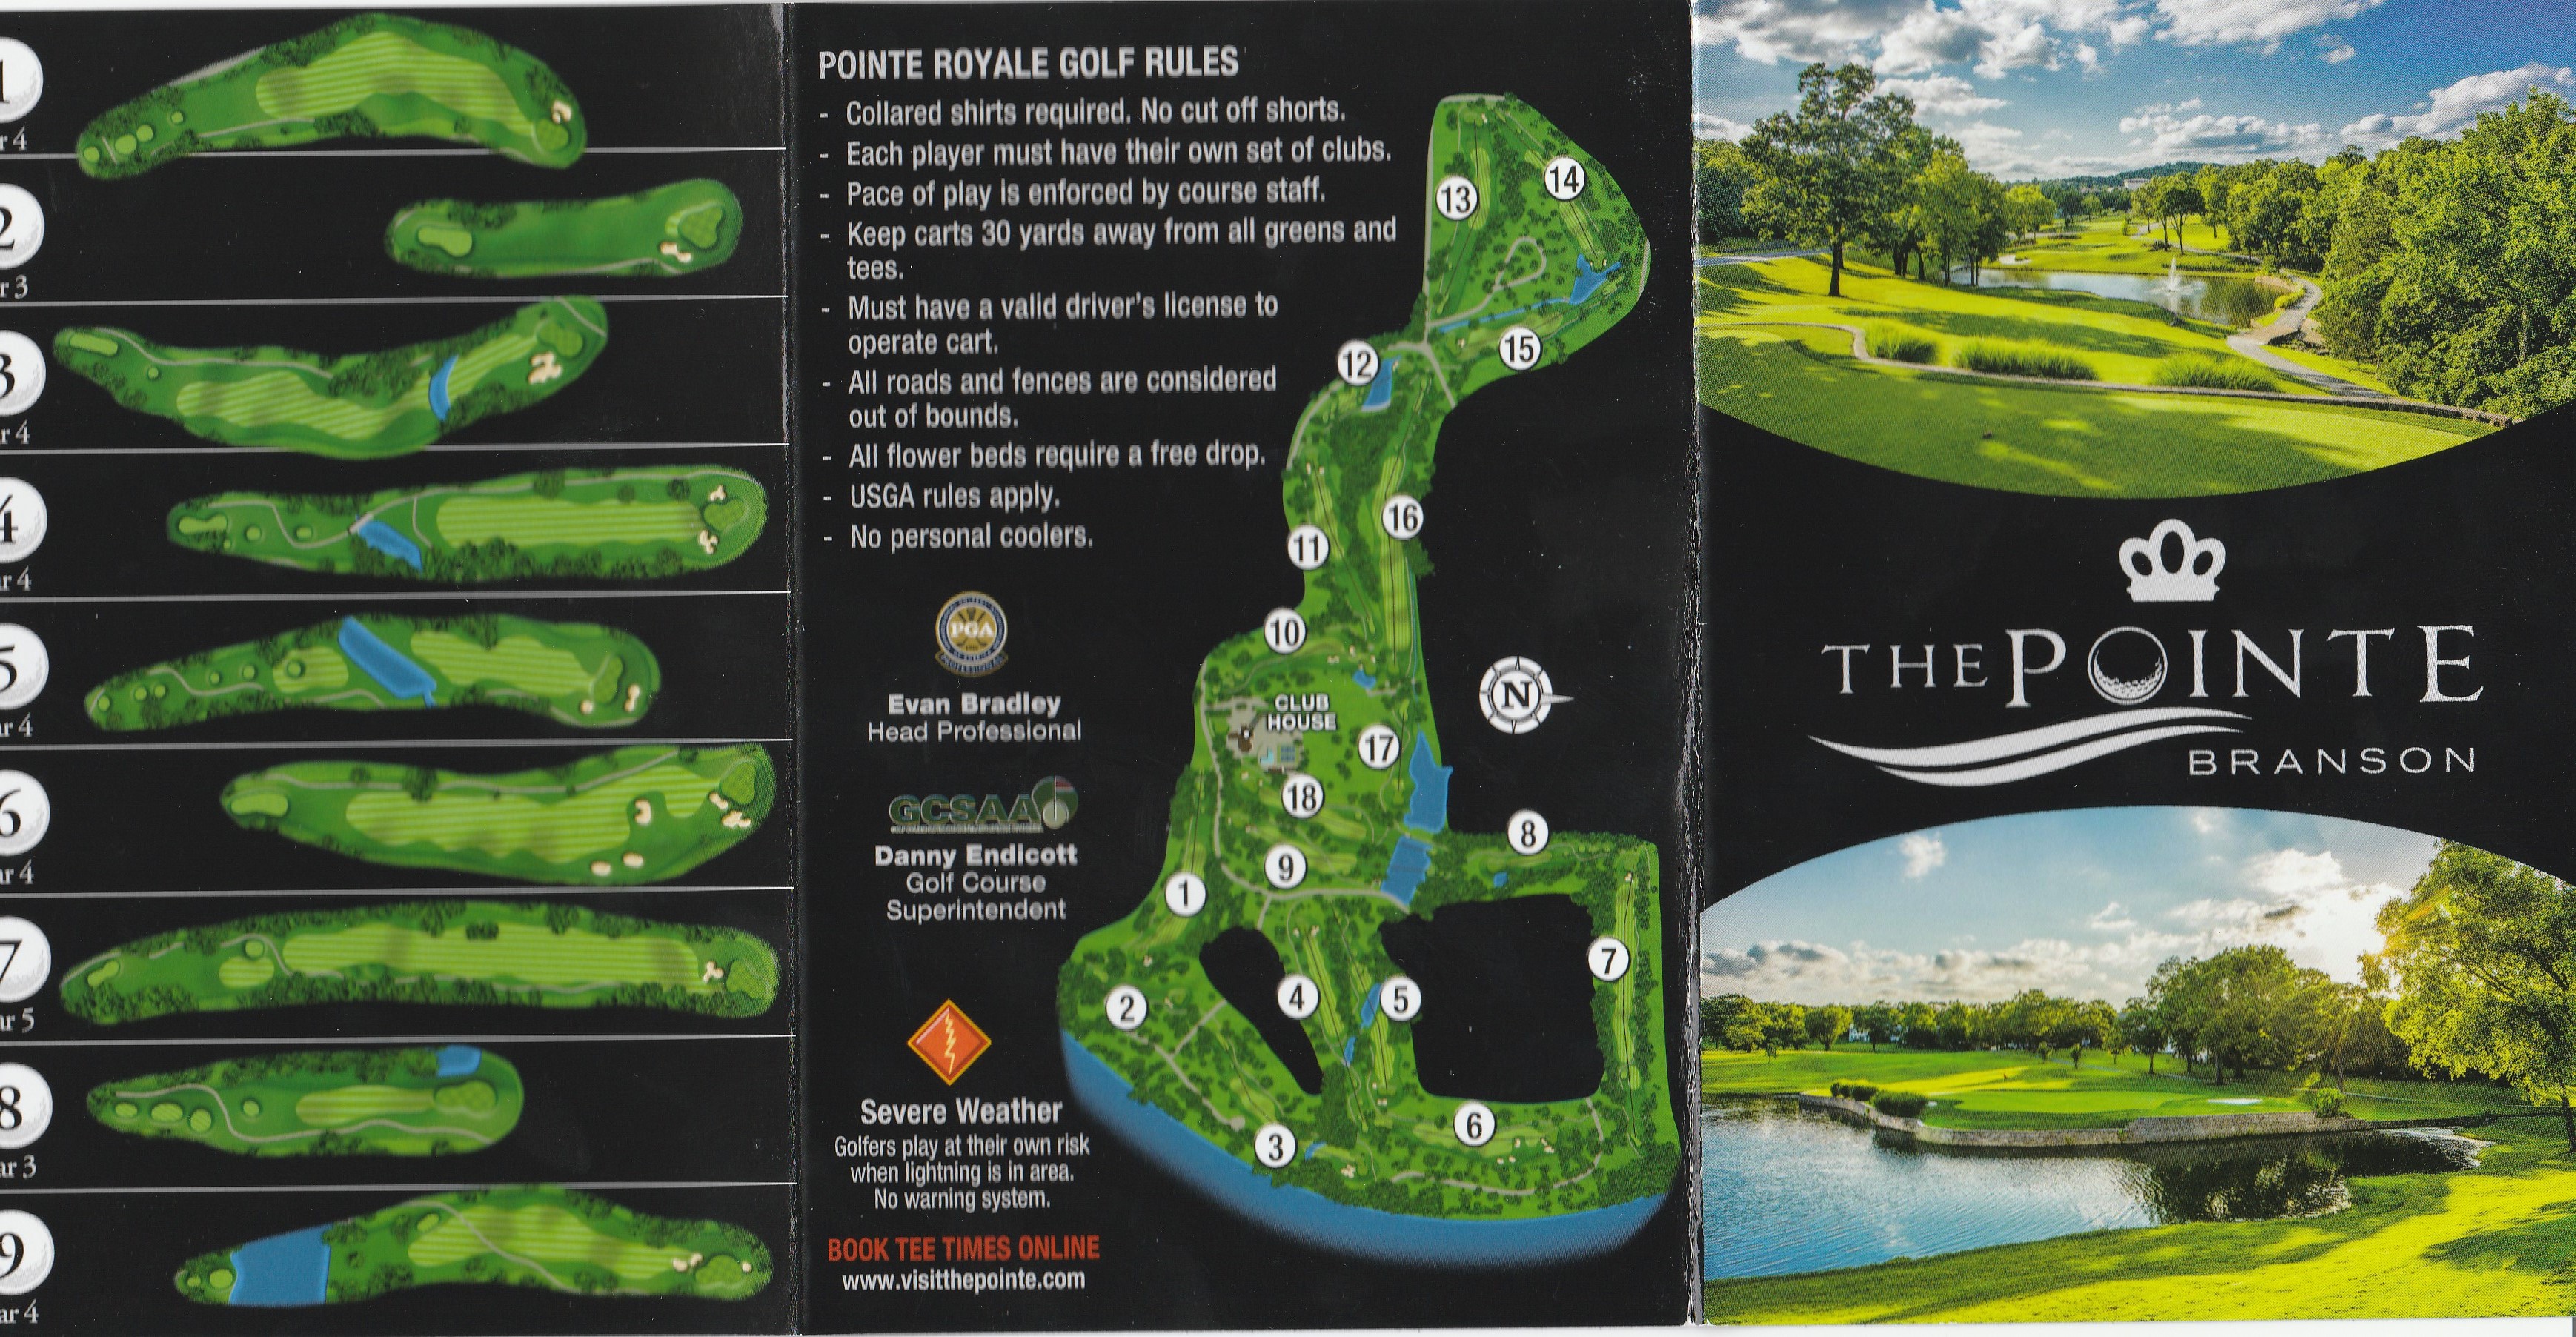 1
r 4
2
r 3
3
r 4
4
r 4
5
ar 4
6
ar 4
7
ar 5
8
ar 3
9
ar 4
POINTE ROYALE GOLF RULES
- Collared shirts required. No cut off shorts.
- Each player must have their own set of clubs.
- Pace of play is enforced by course staff.
- Keep carts 30 yards away from all greens and
tees.
- Must have a valid driver's license to
operate cart.
- All roads and fences are considered
out of bounds.
- All flower beds require a free drop.
- USGA rules apply.
- No personal coolers.
PGA
Evan Bradley
Head Professional
GCSAA
Danny Endicott
Golf Course
Superintendent
Severe Weather
Golfers play at their own risk
when lightning is in area.
No warning system.
BOOK TEE TIMES ONLINE
www.visitthepointe.com
13
14
12
15
16
11
10
N
CLUB
HOUSE
17
18
8
9
1
7
2
4
5
6
3
THE POINTE
BRANSON